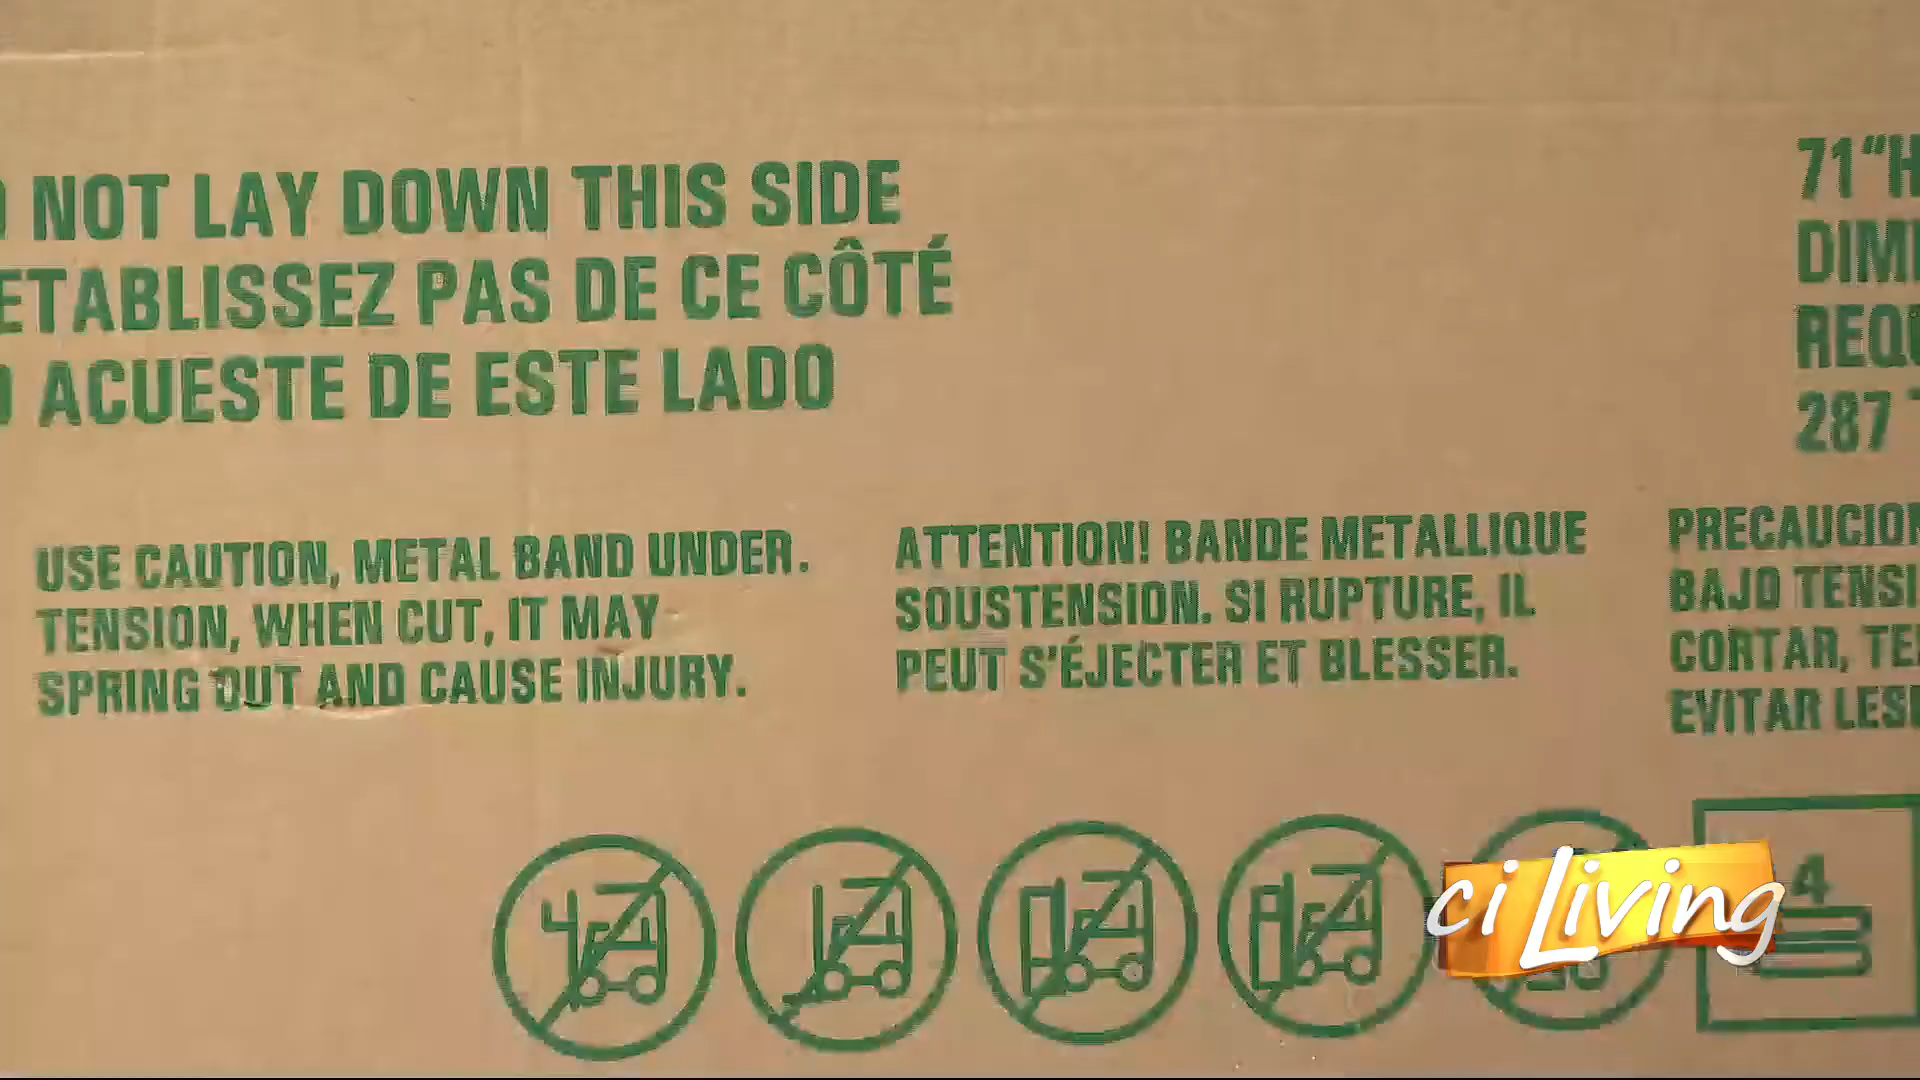 NOT LAY DOWN THIS SIDE
ETABLISSEZ PAS DE CE CÔTÉ
ACUESTE DE ESTE LADO
71"H
DIM
REQ
287
USE CAUTION, METAL BAND UNDER.
TENSION, WHEN CUT, IT MAY
SPRING OUT AND CAUSE INJURY.
ATTENTION! BANDE METALLIQUE
SOUSTENSION. SI RUPTURE, IL
PEUT S'ÉJECTER ET BLESSER.
PRECAUCION
BAJO TENSI
CORTAR, TE
EVITAR LESI
4
ci Living